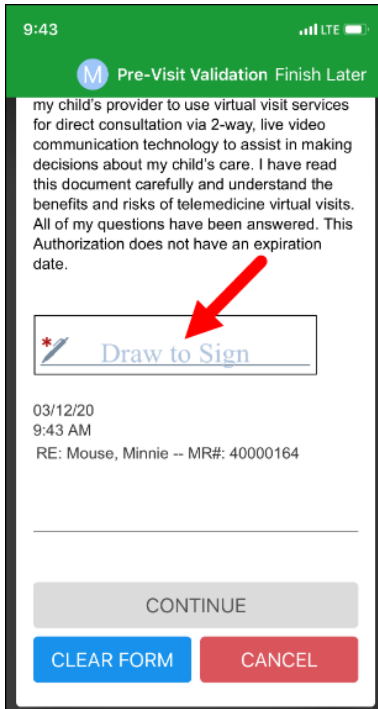 9:43
LTE
M Pre-Visit Validation Finish Later
my child's provider to use virtual visit services
for direct consultation via 2-way, live video
communication technology to assist in making
decisions about my child's care. I have read
this document carefully and understand the
benefits and risks of telemedicine virtual visits.
All of my questions have been answered. This
Authorization does not have an expiration
date.
* Draw to Sign
03/12/20
9:43 AM
RE: Mouse, Minnie -- MR#: 40000164
CONTINUE
CLEAR FORM
CANCEL